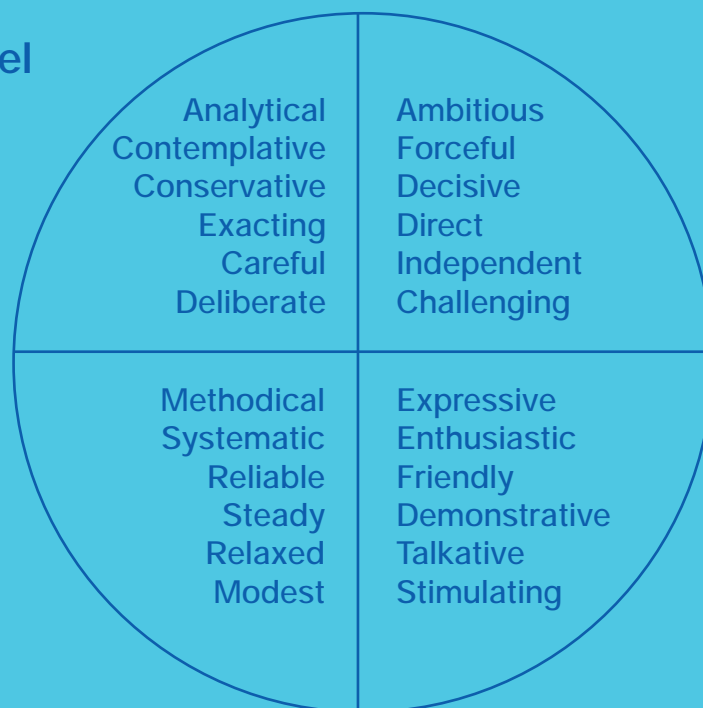 el
Analytical
Contemplative
Conservative
Exacting
Careful
Deliberate
Ambitious
Forceful
Decisive
Direct
Independent
Challenging
Methodical
Systematic
Reliable
Steady
Relaxed
Modest
Expressive
Enthusiastic
Friendly
Demonstrative
Talkative
Stimulating